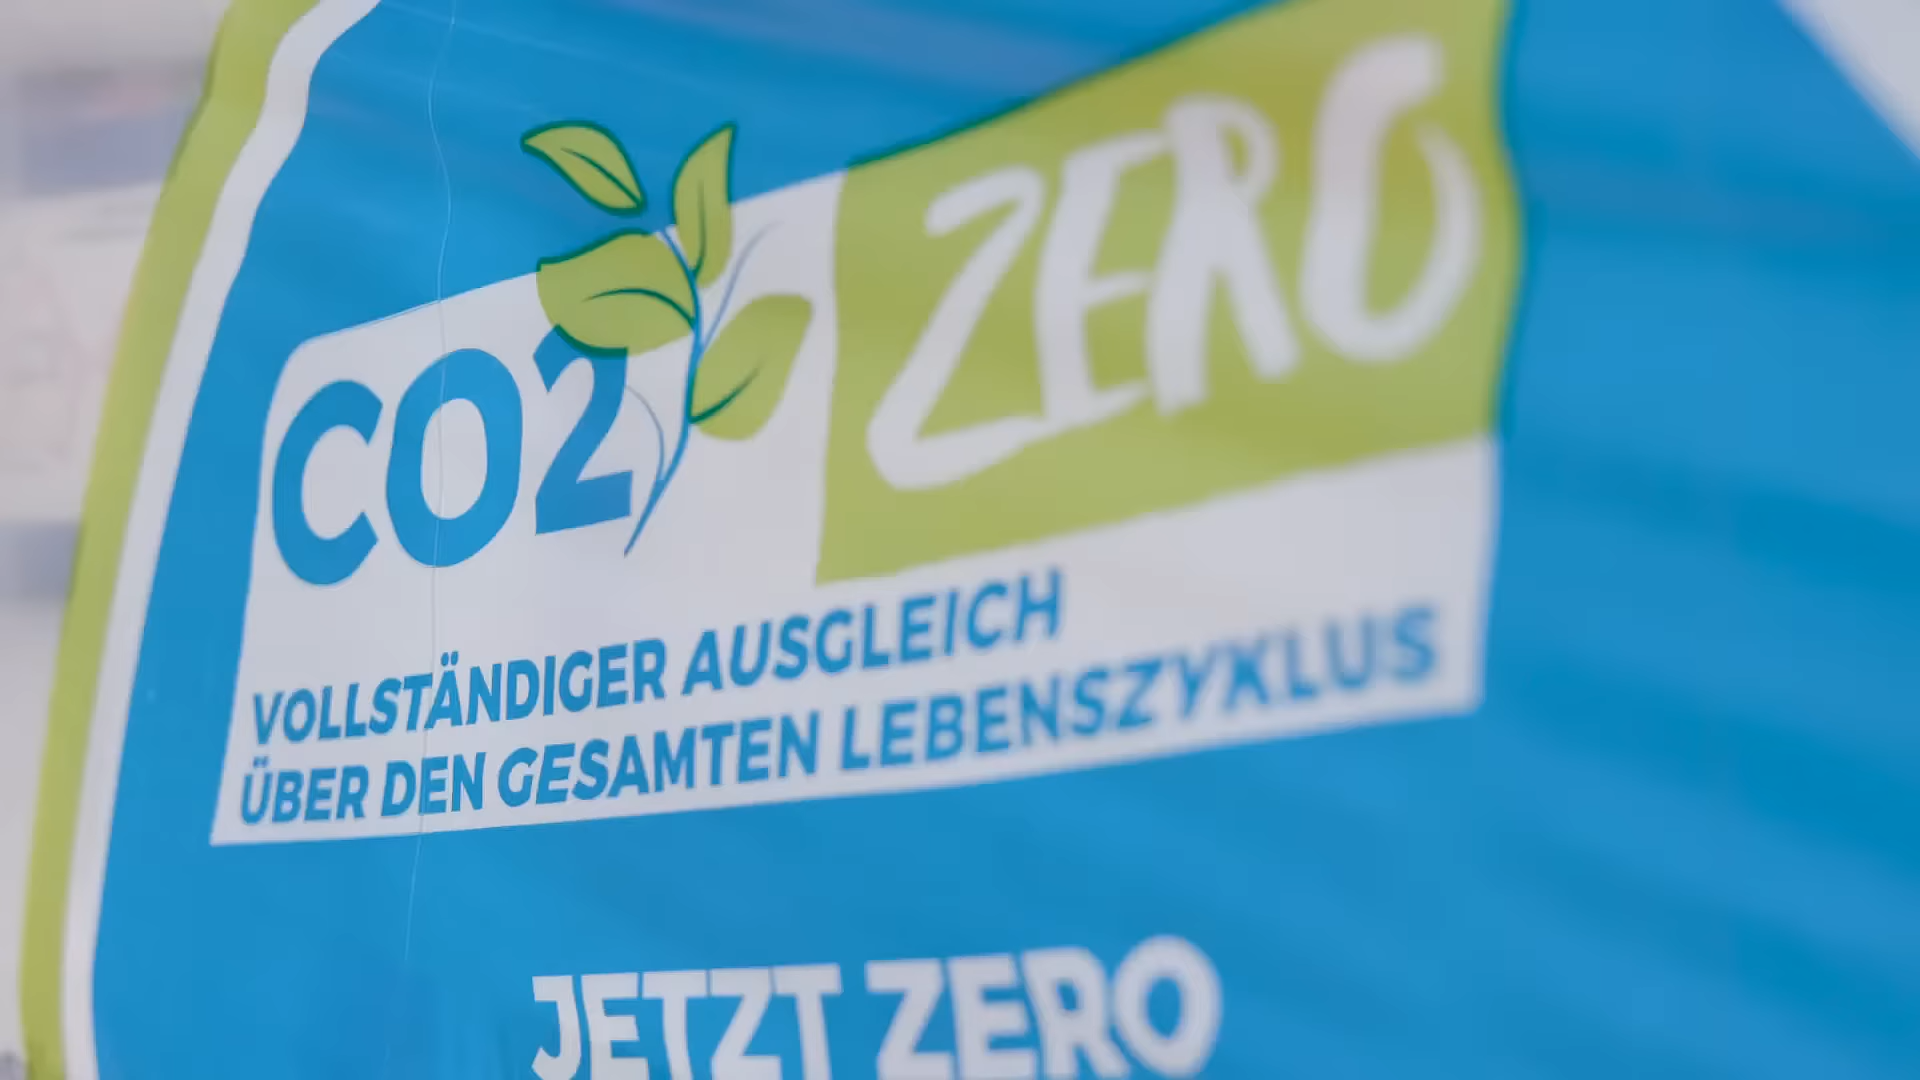 CO2 ZERO
VOLLSTÄNDIGER AUSGLEICH
ÜBER DEN GESAMTEN LEBENSZYKLUS
JETZT ZERO